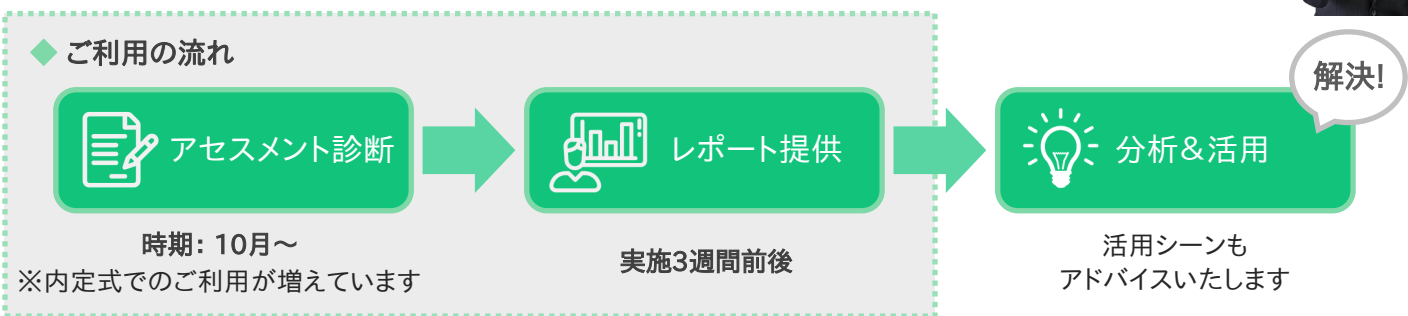 ◆ ご利用の流れ
解決!
アセスメント診断
レポート提供
分析&活用
時期: 10月～
※内定式でのご利用が増えています
実施3週間前後
活用シーンも
アドバイスいたします